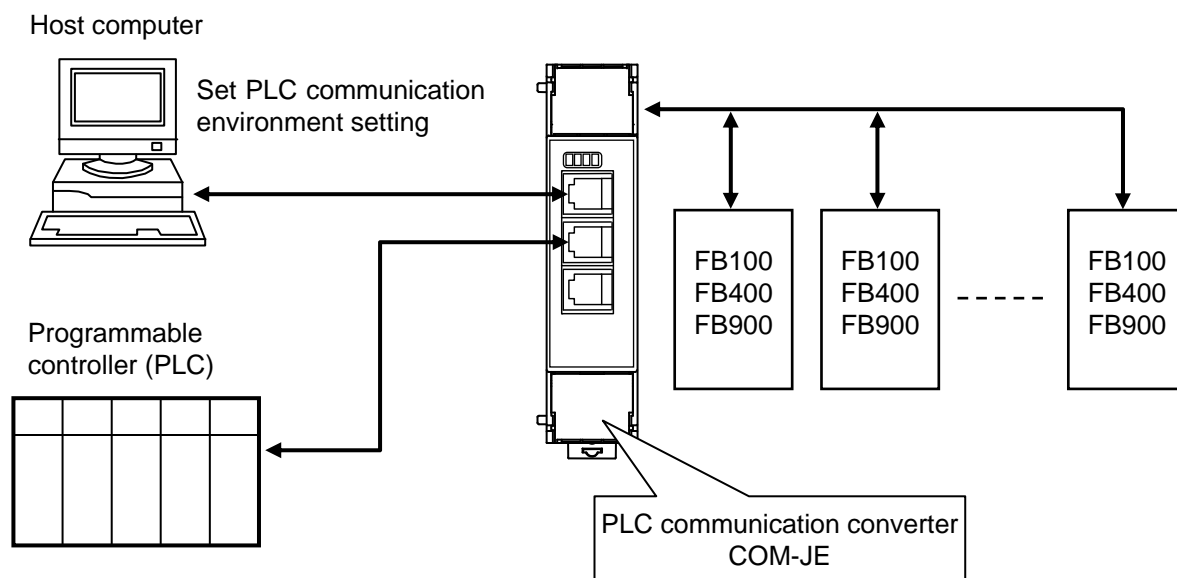 Host computer
Set PLC communication
environment setting
Programmable
controller (PLC)
FB100
FB400
FB900
FB100
FB400
FB900
FB100
FB400
FB900
PLC communication converter
COM-JE